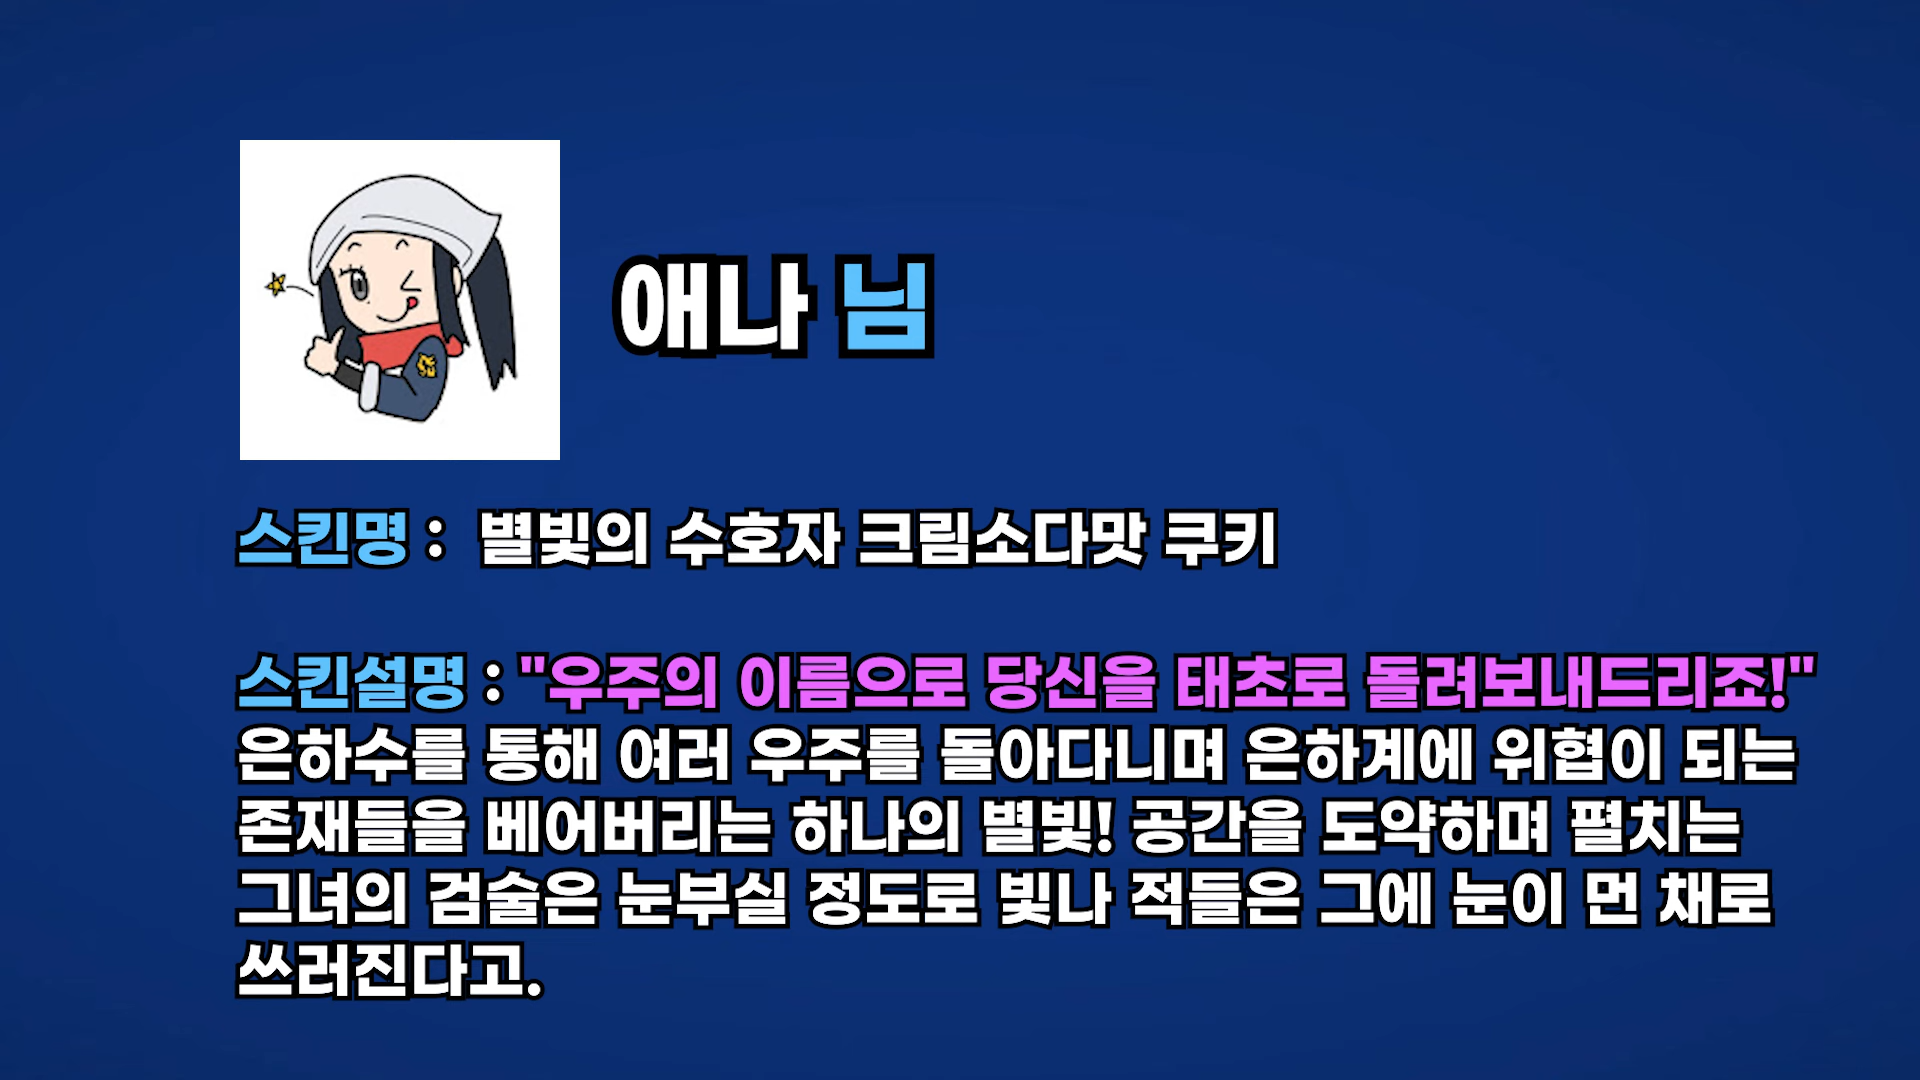 애나 님
스킨명 : 별빛의 수호자 크림소다맛 쿠키
스킨설명 : "우주의 이름으로 당신을 태초로 돌려보내드리죠!"
은하수를 통해 여러 우주를 돌아다니며 은하계에 위협이 되는
존재들을 베어버리는 하나의 별빛! 공간을 도약하며 펼치는
그녀의 검술은 눈부실 정도로 빛나 적들은 그에 눈이 먼 채로
쓰러진다고.